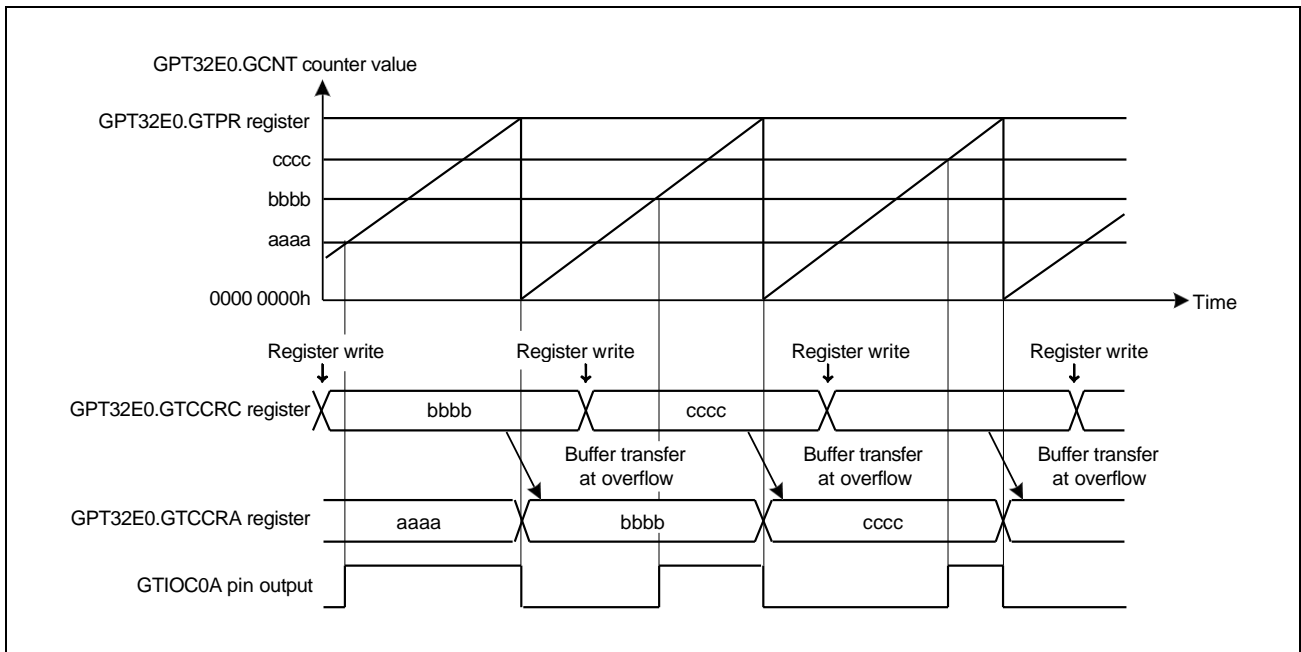 GPT32E0.GCNT counter value
GPT32E0.GTPR register
cccc
bbbb
aaaa
0000 0000h
Time
Register write
Register write
Register write
Register write
GPT32E0.GTCCRC register
bbbb
cccc
Buffer transfer
at overflow
Buffer transfer
at overflow
Buffer transfer
at overflow
GPT32E0.GTCCRA register
aaaa
bbbb
cccc
GTIOC0A pin output